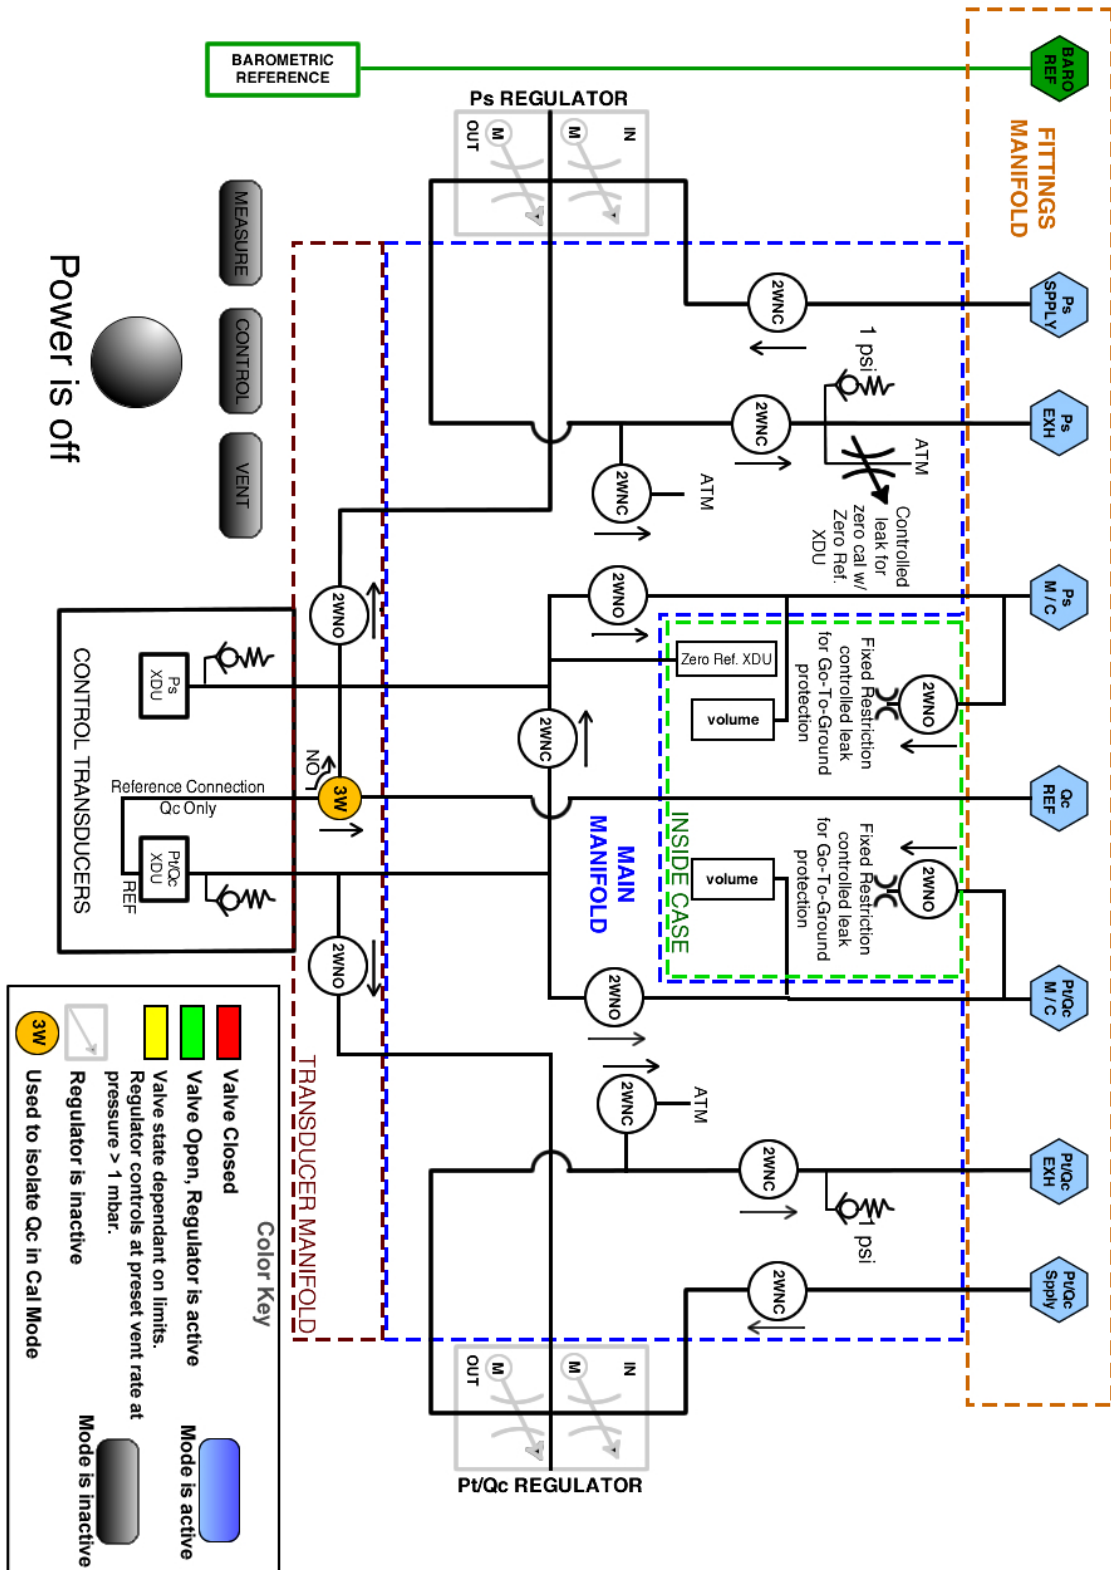 BAROMETRIC
REFERENCE
BARO
REF
FITTINGS
MANIFOLD
Ps REGULATOR
OUT
IN
M
M
MEASURE
CONTROL
VENT
Power is off
Ps
SPPLY
2WNC
1 psi
Ps
EXH
2WNC
ATM
2WNC
ATM
Controlled
leak for
zero cal w/
Zero Ref.
XDU
Ps
M / C
2WNO
2WNO
Zero Ref. XDU
volume
Fixed Restriction
controlled leak
for Go-To-Ground
protection
2WNO
2WNC
CONTROL TRANSDUCERS
Ps
XDU
Reference Connection
Qc Only
NO
3W
Qc
REF
Pt/Qc
XDU
REF
INSIDE CASE
MAIN
MANIFOLD
volume
Fixed Restriction
controlled leak
for Go-To-Ground
protection
2WNO
2WNO
2WNO
Pt/Qc
M / C
TRANSDUCER MANIFOLD
2WNC
ATM
2WNC
1 psi
Pt/Qc
EXH
2WNC
Pt/Qc
Spply
OUT
IN
M
M
Pt/Qc REGULATOR
Color Key
Valve Closed
Valve Open, Regulator is active
Valve state dependant on limits.
Regulator controls at preset vent rate at
pressure > 1 mbar.
Regulator is inactive
3W
Used to isolate Qc in Cal Mode
Mode is active
Mode is inactive